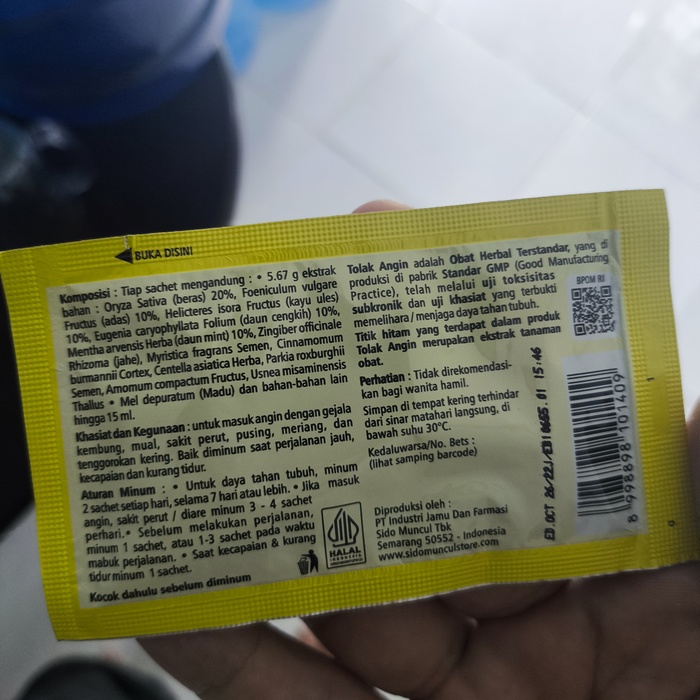 BUKA DISINI
Komposisi : Tiap sachet mengandung : • 5.67 g ekstrak
bahan : Oryza Sativa (beras) 20%, Foeniculum vulgare
Fructus (adas) 10%, Helicteres isora Fructus (kayu ules)
10%, Eugenia caryophyllata Folium (daun cengkih) 10%,
Mentha arvensis Herba (daun mint) 10%, Zingiber officinale
Rhizoma (jahe), Myristica fragrans Semen, Cinnamomum
burmannii Cortex, Centella asiatica Herba, Parkia roxburghii
Semen, Amomum compactum Fructus, Usnea misaminensis
Thallus • Mel depuratum (Madu) dan bahan-bahan lain
hingga 15 ml.
Khasiat dan Kegunaan : untuk masuk angin dengan gejala
kembung, mual, sakit perut, pusing, meriang, dan
tenggorokan kering. Baik diminum saat perjalanan jauh,
kecapaian dan kurang tidur.
Aturan Minum : • Untuk daya tahan tubuh, minum
2 sachet setiap hari, selama 7 hari atau lebih. • Jika masuk
angin, sakit perut / diare minum 3 - 4 sachet
perhari.• Sebelum melakukan perjalanan,
minum 1 sachet, atau 1-3 sachet pada waktu
mabuk perjalanan. • Saat kecapaian & kurang
tidur minum 1 sachet.
Kocok dahulu sebelum diminum
Tolak Angin adalah Obat Herbal Terstandar, yang di
produksi di pabrik Standar GMP (Good Manufacturing
Practice), telah melalui uji toksisitas
subkronik dan uji khasiat yang terbukti
memelihara / menjaga daya tahan tubuh.
Titik hitam yang terdapat dalam produk
Tolak Angin merupakan ekstrak tanaman
obat.
Perhatian : Tidak direkomendasi-
kan bagi wanita hamil.
Simpan di tempat kering terhindar
dari sinar matahari langsung, di
bawah suhu 30°C.
Kedaluwarsa/No. Bets :
(lihat samping barcode)
HALAL
INDONESIA
Diproduksi oleh :
PT Industri Jamu Dan Farmasi
Sido Muncul Tbk
Semarang 50552 - Indonesia
www.sidomunculstore.com
BPOM RI
15:46
8 998898 101409